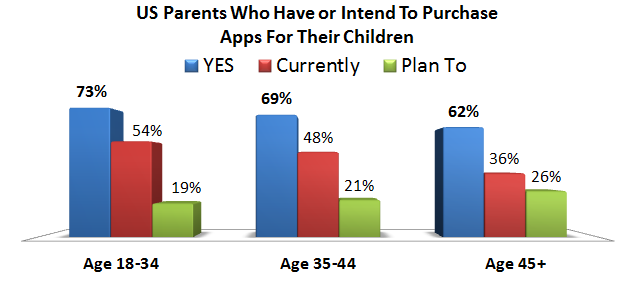 US Parents Who Have or Intend To Purchase
Apps For Their Children
YES Currently Plan To
73% 54% 19% 69% 48% 21% 62% 36% 26%
Age 18-34 Age 35-44 Age 45+